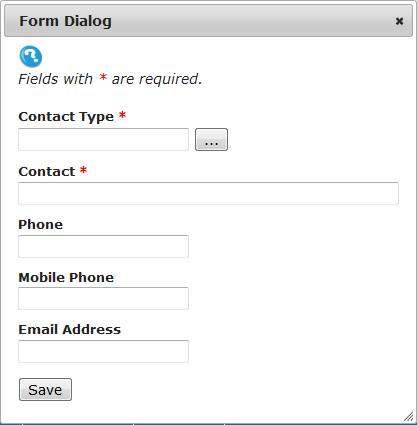 Form Dialog
Fields with * are required.
Contact Type *
...
Contact *
Phone
Mobile Phone
Email Address
Save